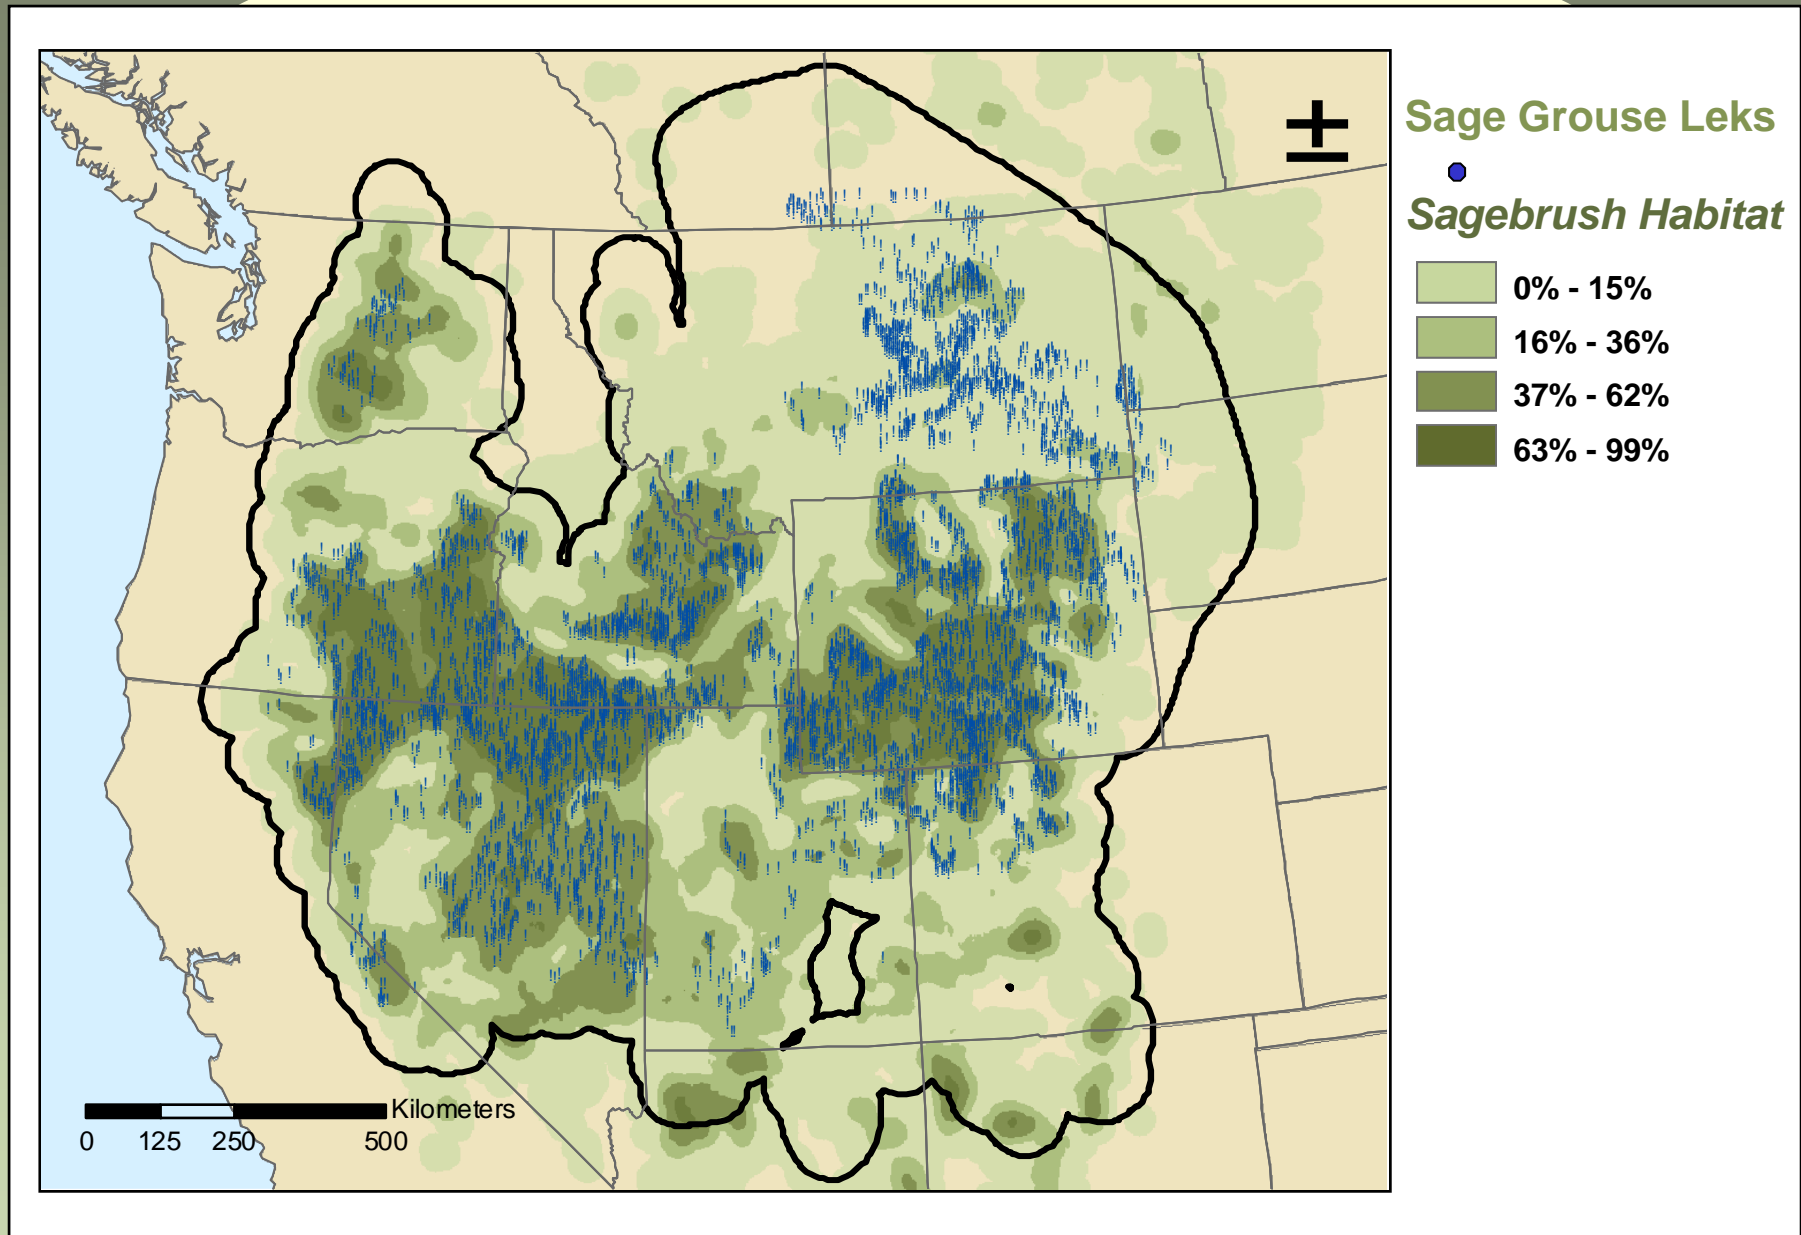 Sage Grouse Leks
Sagebrush Habitat
0% - 15%
16% - 36%
37% - 62%
63% - 99%
Kilometers
0 125 250 500